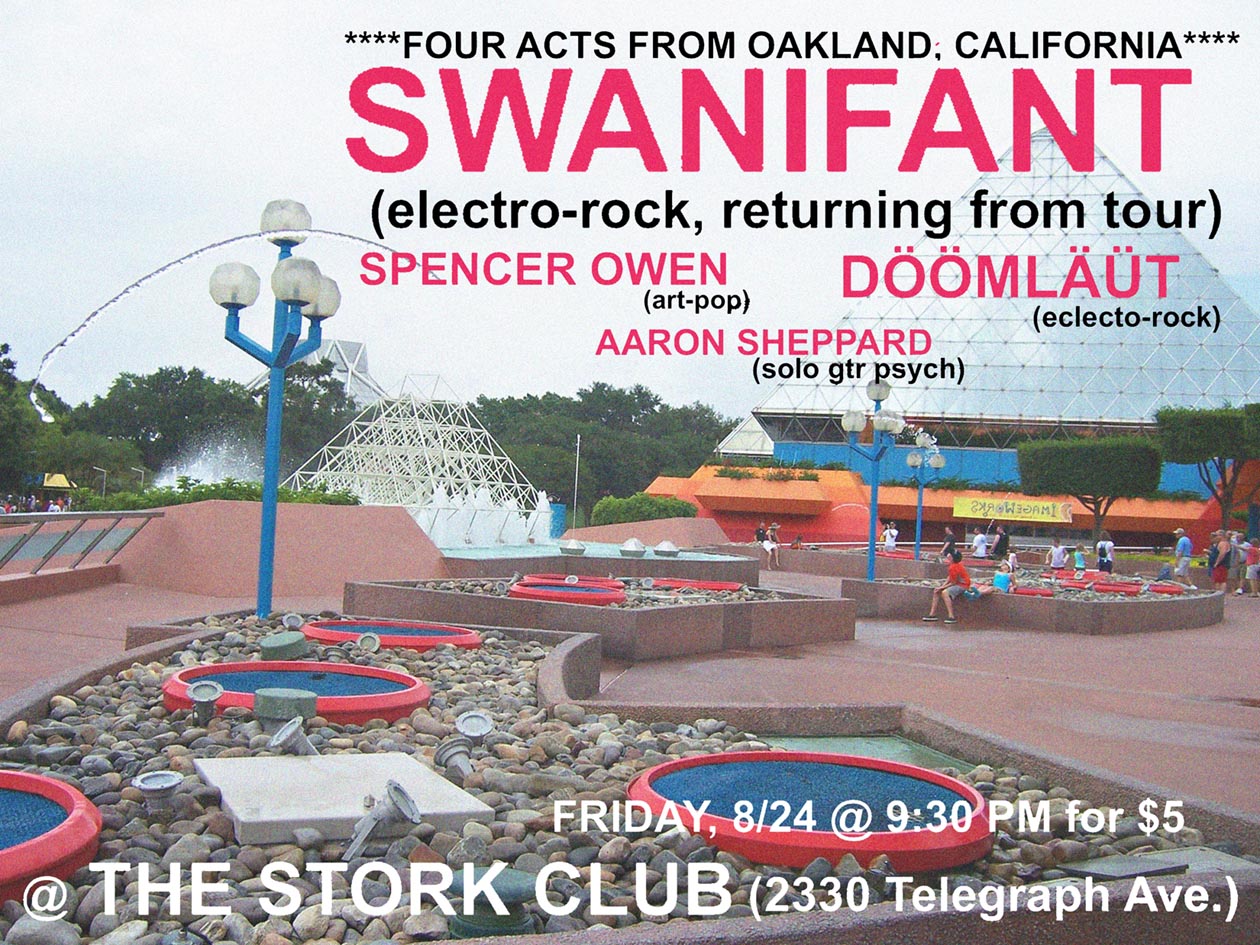 ****FOUR ACTS FROM OAKLAND, CALIFORNIA****
SWANIFANT
(electro-rock, returning from tour)
SPENCER OWEN
(art-pop)
DÖÖMLÄÜT
(eclecto-rock)
AARON SHEPPARD
(solo gtr psych)
IMAGEWORKS
FRIDAY, 8/24 @ 9:30 PM for $5
@ THE STORK CLUB (2330 Telegraph Ave.)